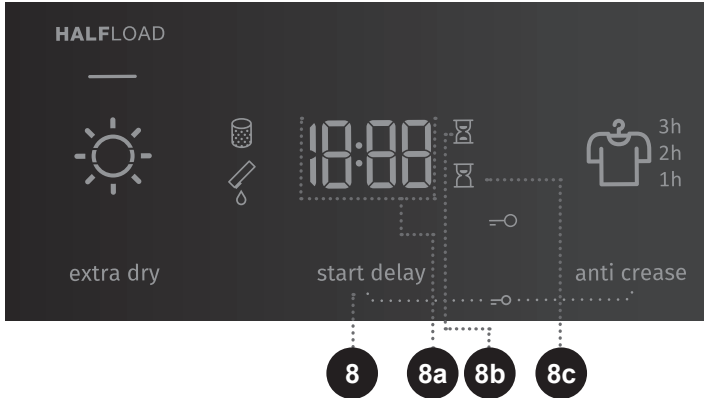 HALFLOAD
18:88
3h
2h
1h
extra dry
start delay
anti crease
8
8a
8b
8c